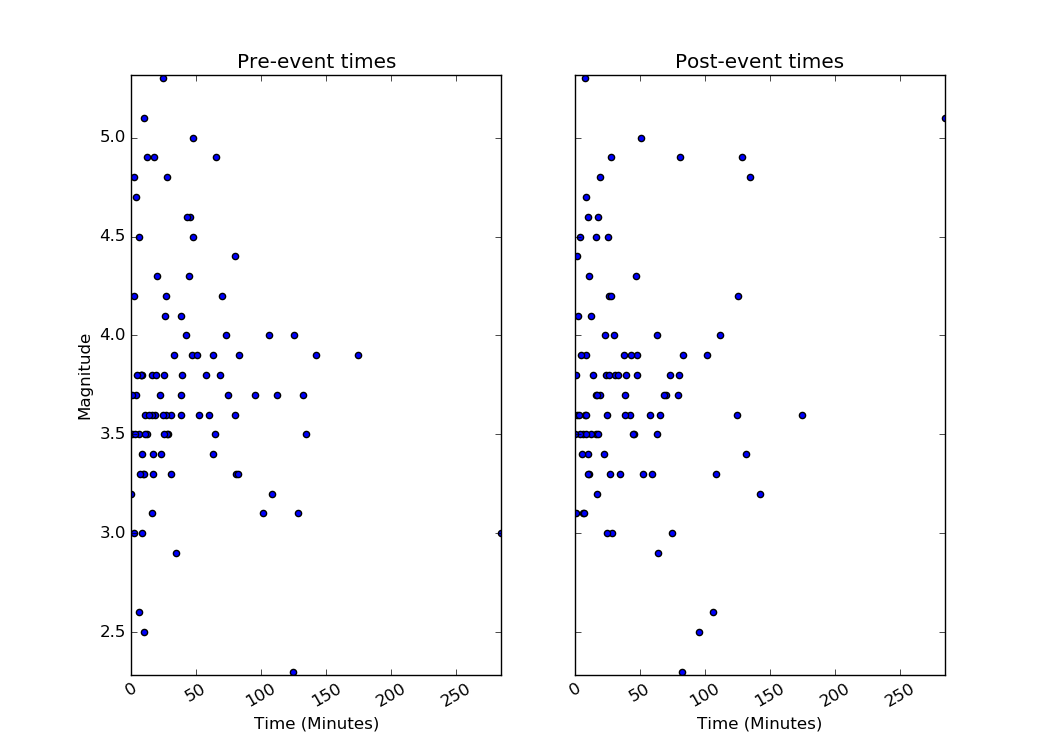 Pre-event times
Post-event times
Magnitude
5.0
4.5
4.0
3.5
3.0
2.5
0 50 100 150 200 250
0 50 100 150 200 250
Time (Minutes)
Time (Minutes)